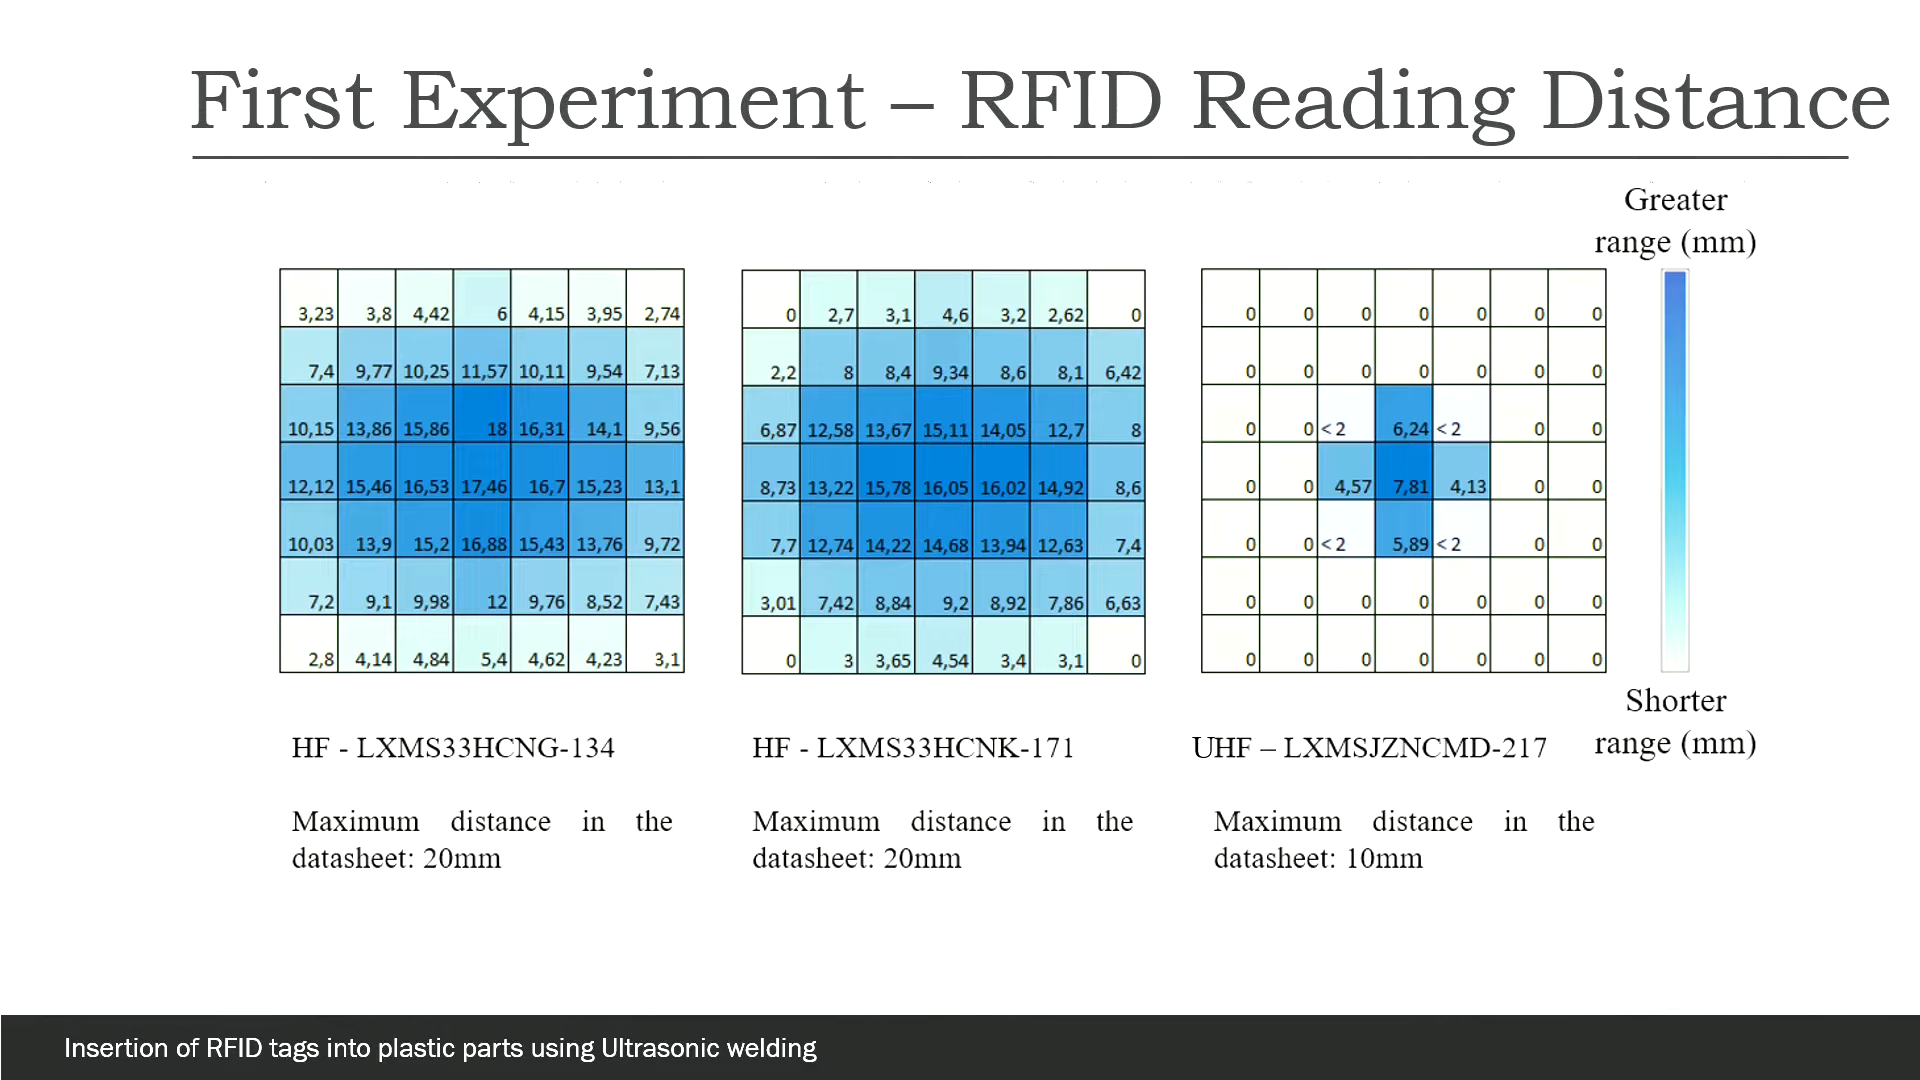 First Experiment – RFID Reading Distance
Greater
range (mm)
3,23 3,8 4,42 6 4,15 3,95 2,74
7,4 9,77 10,25 11,57 10,11 9,54 7,13
10,15 13,86 15,86 18 16,31 14,1 9,56
12,12 15,46 16,53 17,46 16,7 15,23 13,1
10,03 13,9 15,2 16,88 15,43 13,76 9,72
7,2 9,1 9,98 12 9,76 8,52 7,43
2,8 4,14 4,84 5,4 4,62 4,23 3,1
0 2,7 3,1 4,6 3,2 2,62 0
2,2 8 8,4 9,34 8,6 8,1 6,42
6,87 12,58 13,67 15,11 14,05 12,7 8
8,73 13,22 15,78 16,05 16,02 14,92 8,6
7,7 12,74 14,22 14,68 13,94 12,63 7,4
3,01 7,42 8,84 9,2 8,92 7,86 6,63
0 3 3,65 4,54 3,4 3,1 0
0 0 0 0 0 0 0
0 0 0 0 0 0 0
0 0 < 2 6,24 < 2 0 0
0 0 4,57 7,81 4,13 0 0
0 0 < 2 5,89 < 2 0 0
0 0 0 0 0 0 0
0 0 0 0 0 0 0
Shorter
range (mm)
HF - LXMS33HCNG-134
Maximum distance in the
datasheet: 20mm
HF - LXMS33HCNK-171
Maximum distance in the
datasheet: 20mm
UHF – LXMSJZNCMD-217
Maximum distance in the
datasheet: 10mm
Insertion of RFID tags into plastic parts using Ultrasonic welding